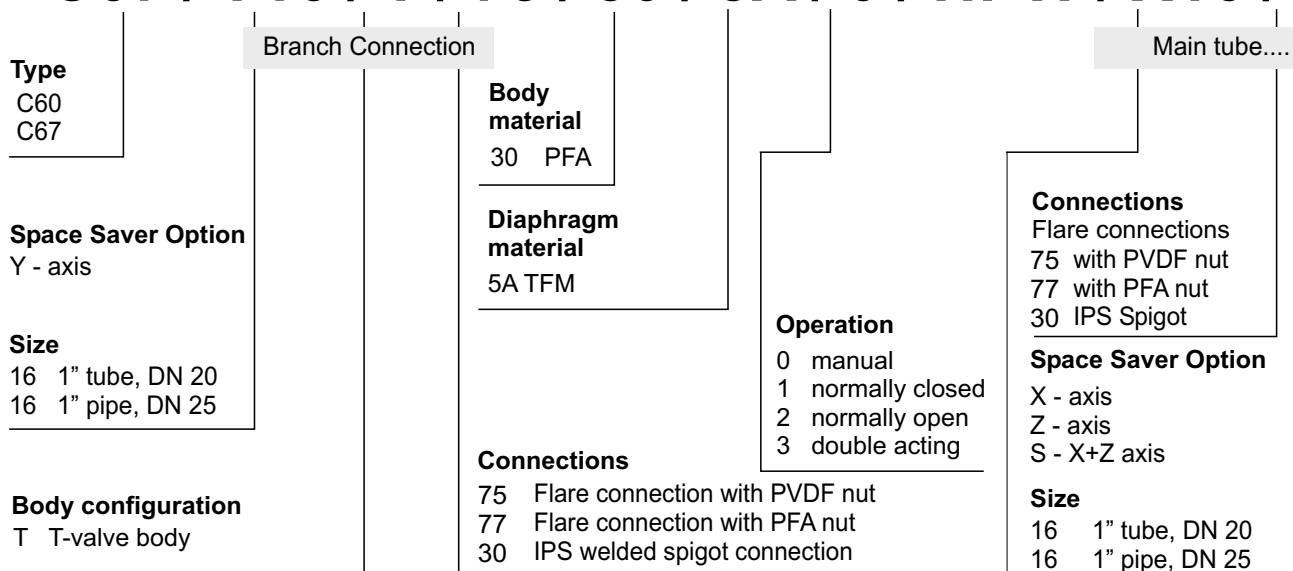 Branch Connection
Main tube....
Type
C60
C67
Space Saver Option
Y - axis
Size
16 1” tube, DN 20
16 1” pipe, DN 25
Body configuration
T T-valve body
Body
material
30 PFA
Diaphragm
material
5A TFM
Connections
75 Flare connection with PVDF nut
77 Flare connection with PFA nut
30 IPS welded spigot connection
Operation
0 manual
1 normally closed
2 normally open
3 double acting
Connections
Flare connections
75 with PVDF nut
77 with PFA nut
30 IPS Spigot
Space Saver Option
X - axis
Z - axis
S - X+Z axis
Size
16 1” tube, DN 20
16 1” pipe, DN 25